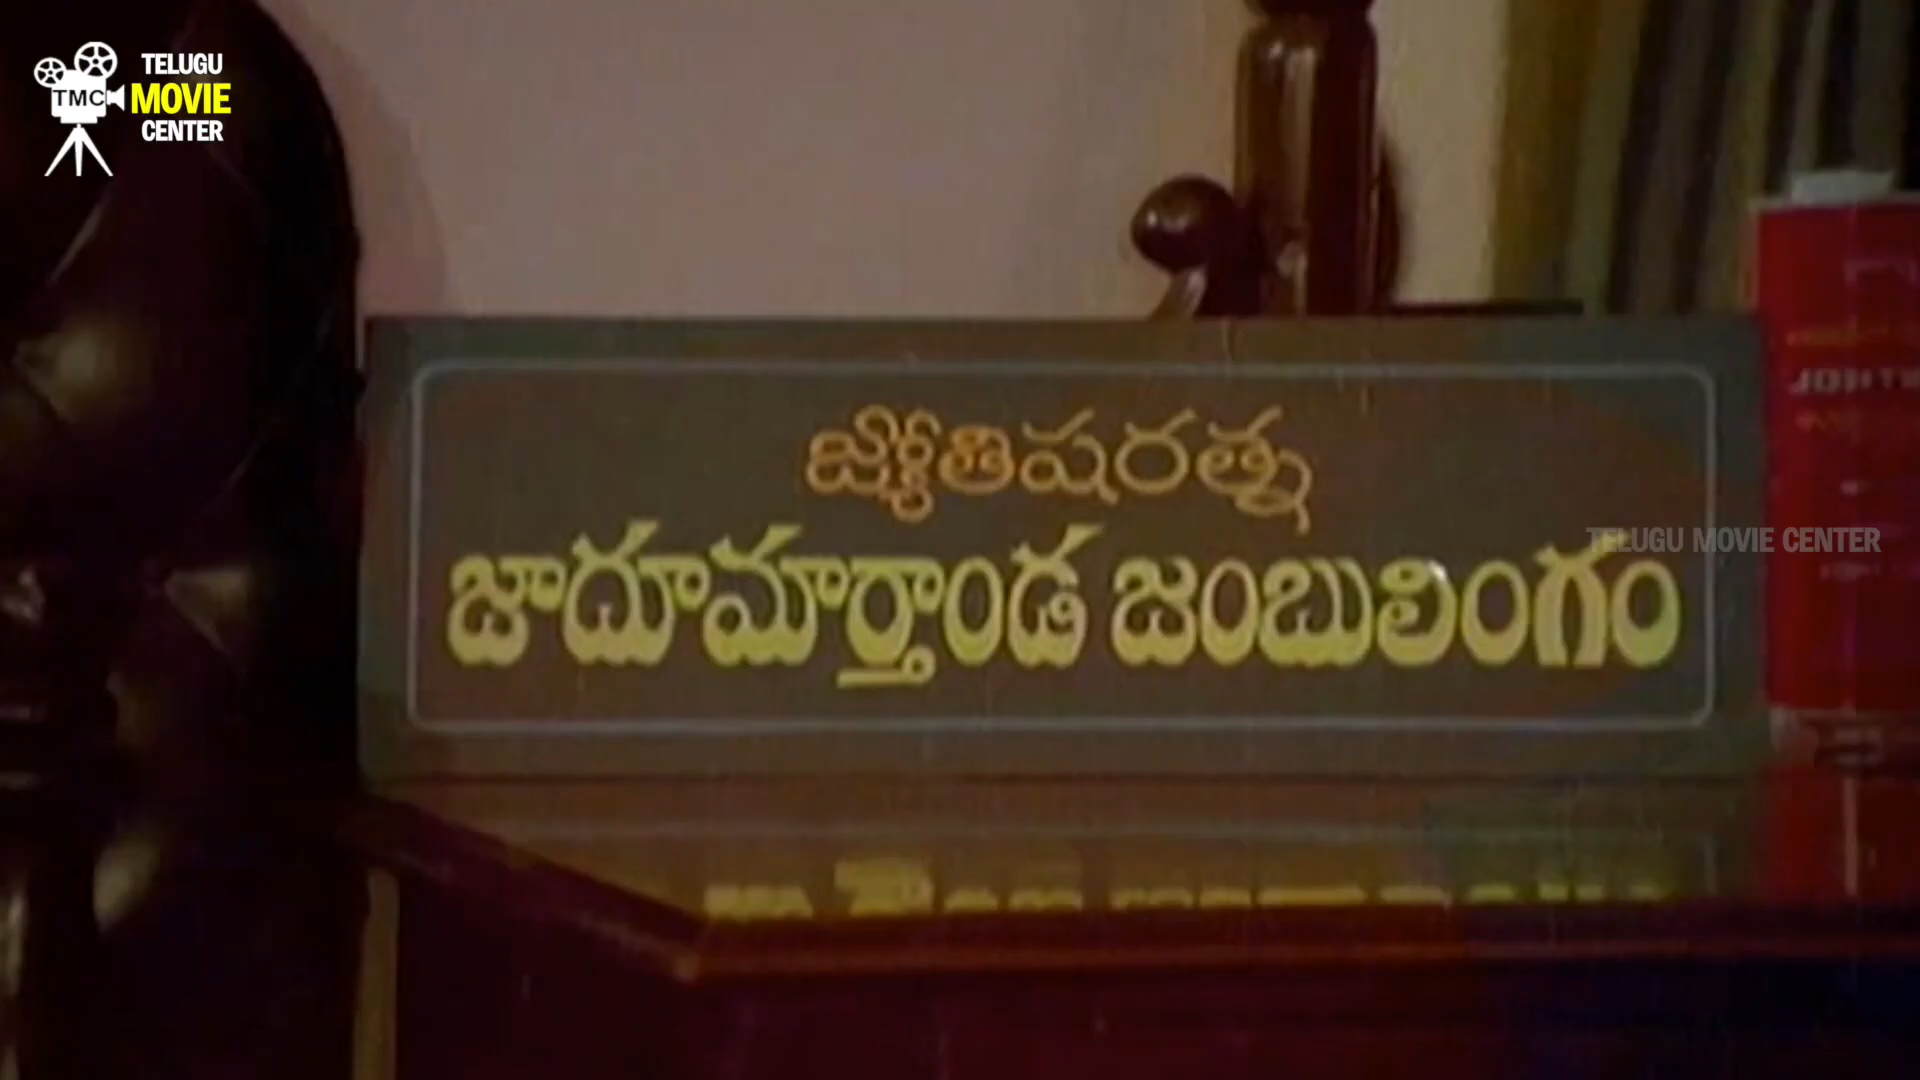 TELUGU
MOVIE
CENTER
TMC
జ్యోతిషరత్న
జాదూమార్తాండ జంబులింగం
TELUGU MOVIE CENTER